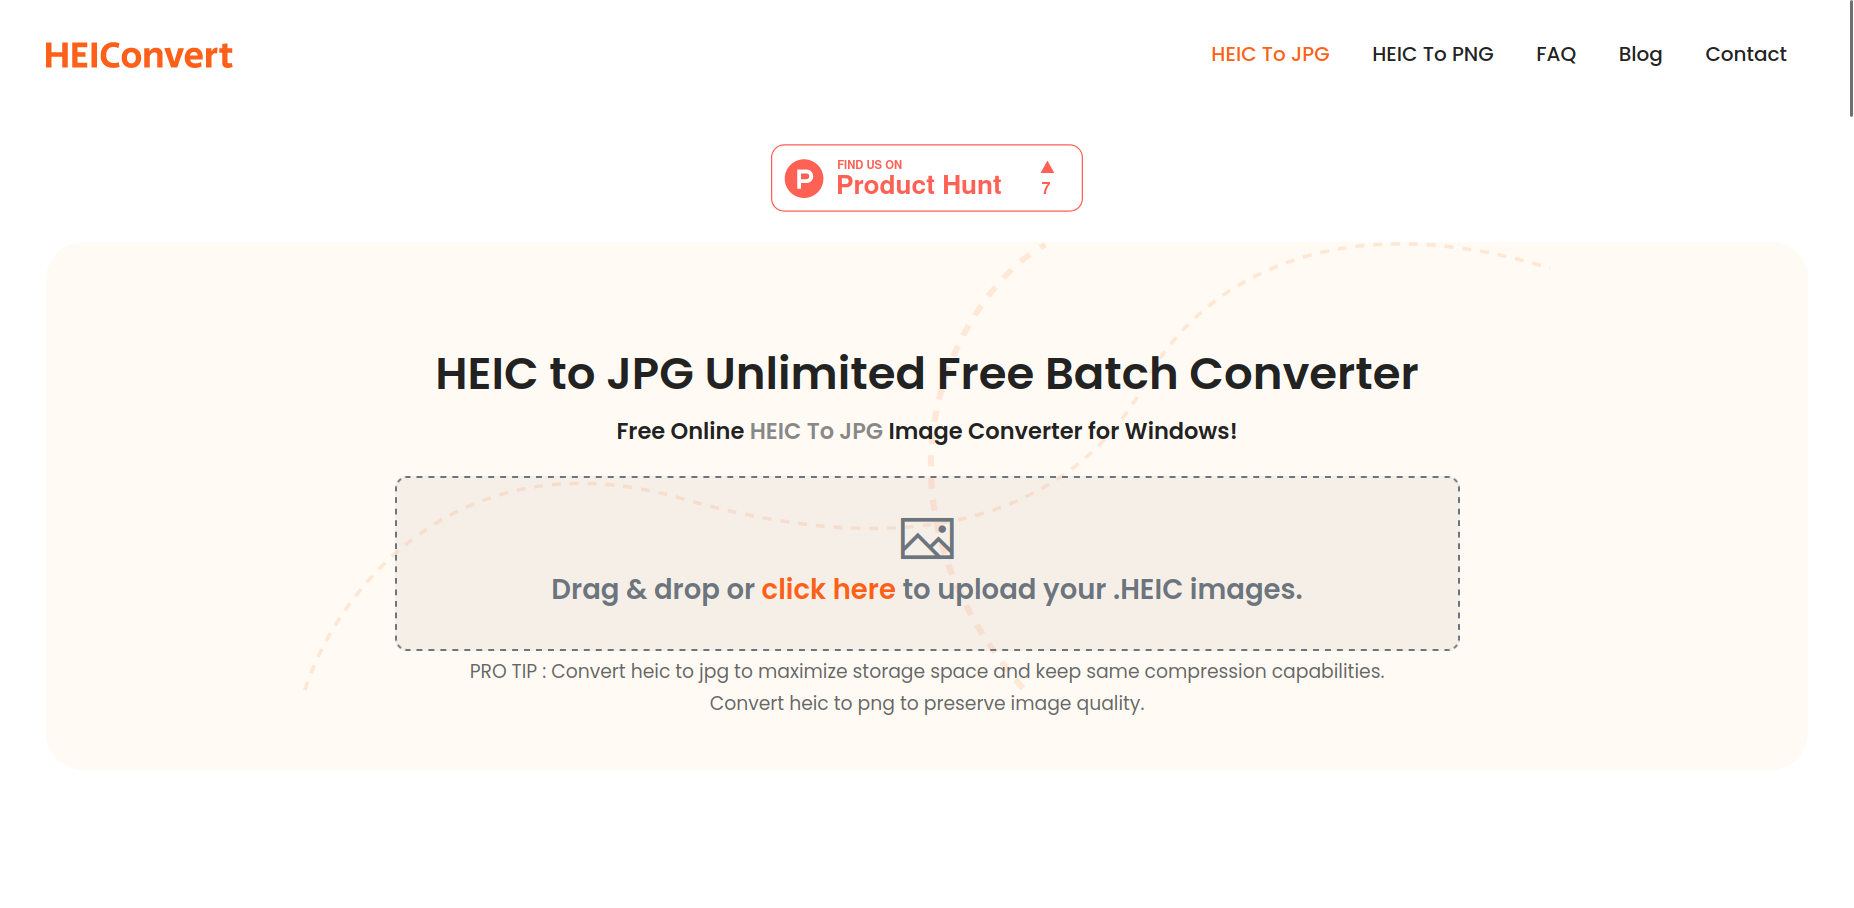 HEIConvert
HEIC To JPG
HEIC To PNG
FAQ
Blog
Contact
FIND US ON
Product Hunt
7
HEIC to JPG Unlimited Free Batch Converter
Free Online HEIC To JPG Image Converter for Windows!
Drag & drop or click here to upload your .HEIC images.
PRO TIP : Convert heic to jpg to maximize storage space and keep same compression capabilities.
Convert heic to png to preserve image quality.